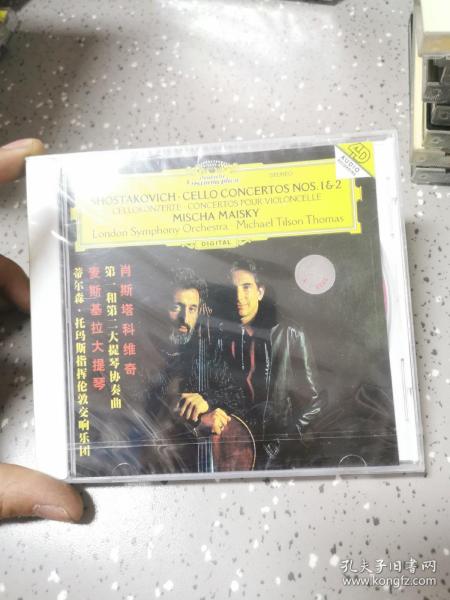 Deutsche Grammophon
STEREO
4D
AUDIO
SHOSTAKOVICH · CELLO CONCERTOS NOS. 1 & 2
CELLOKONZERTE · CONCERTOS POUR VIOLONCELLE
MISCHA MAISKY
London Symphony Orchestra · Michael Tilson Thomas
DIGITAL
肖斯塔科维奇
第一和第二大提琴协奏曲
麦斯基拉大提琴
蒂尔森·托玛斯指挥伦敦交响乐团
孔夫子旧书网
www.kongfz.com